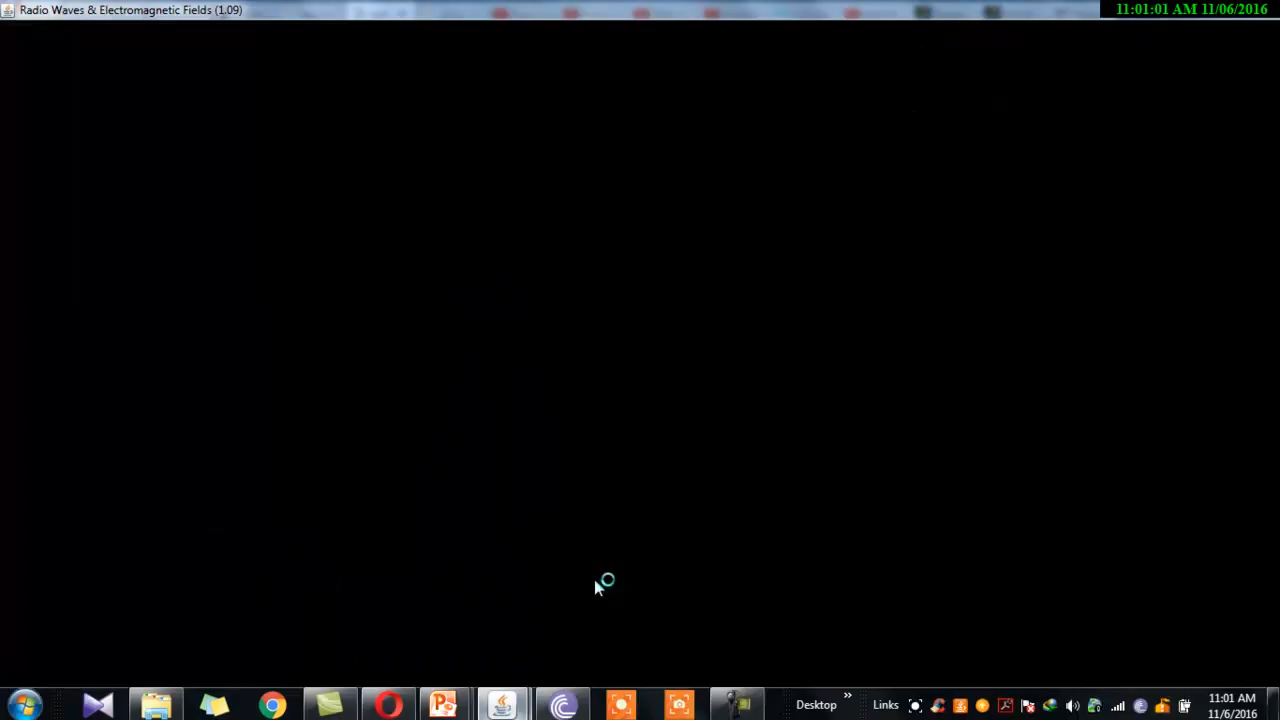 Radio Waves & Electromagnetic Fields (1.09)
11:01:01 AM 11/06/2016
Desktop
»
Links
11:01 AM
11/6/2016